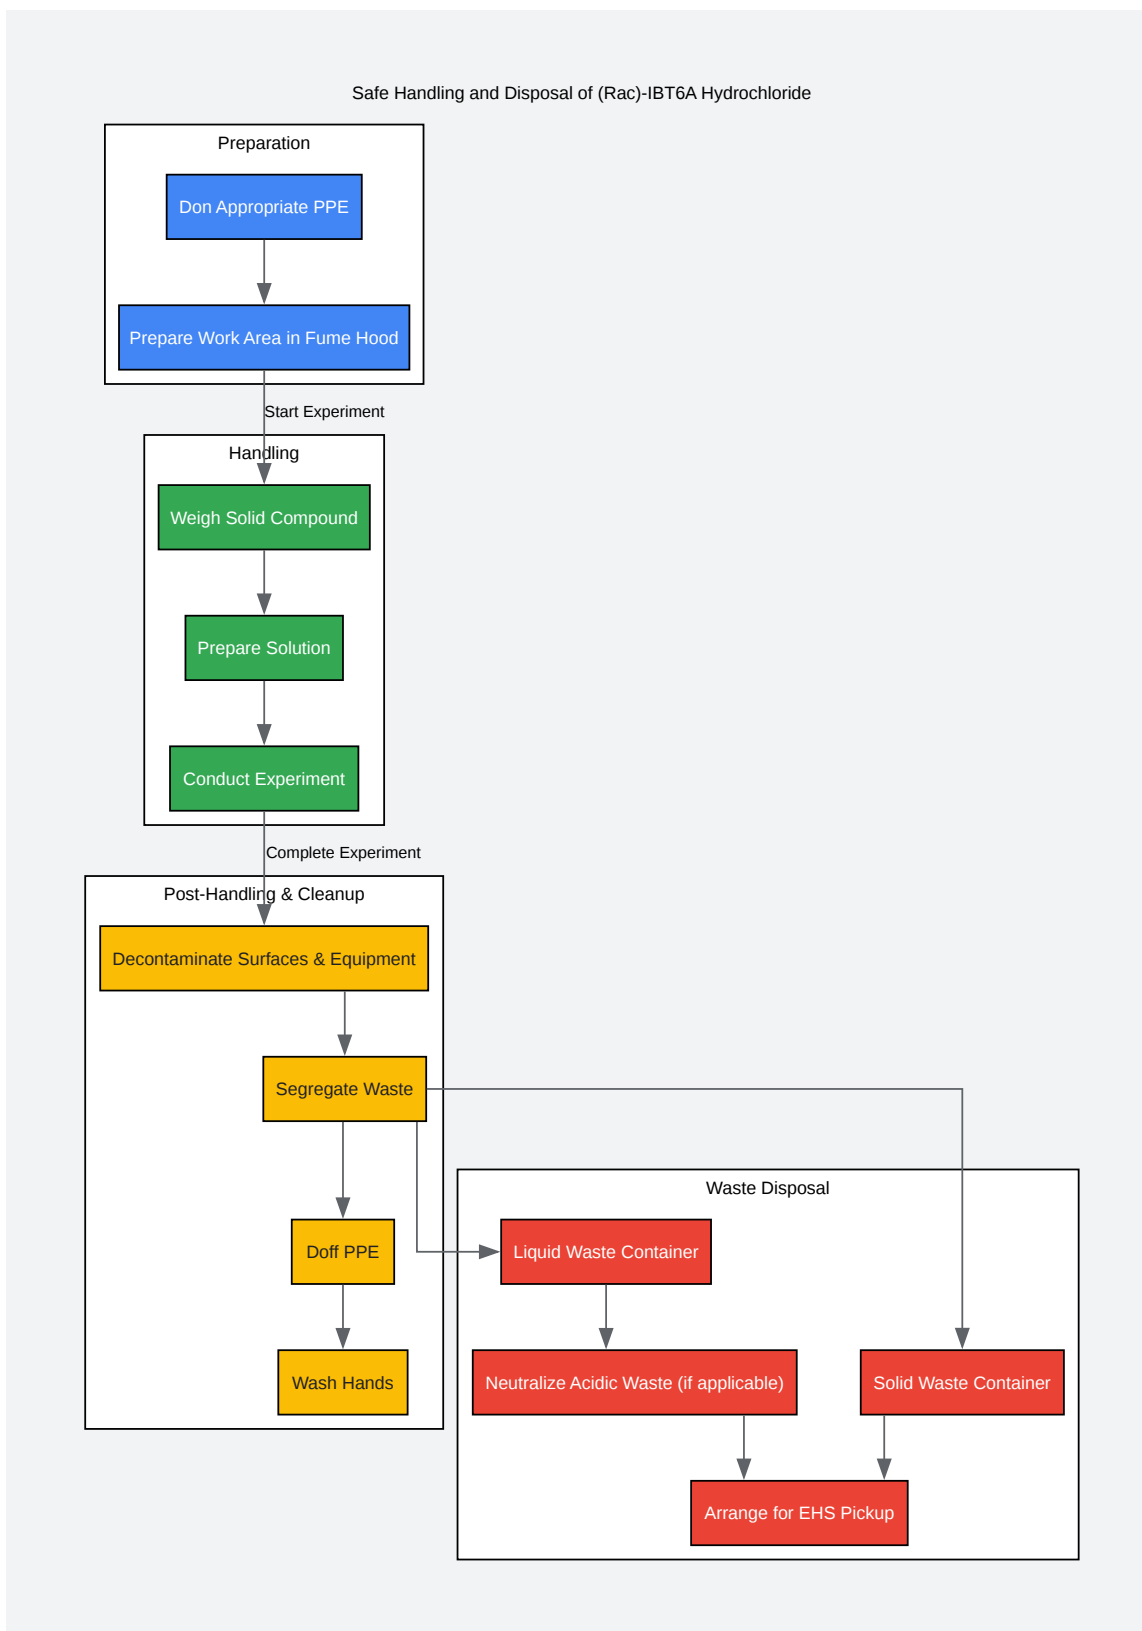 Safe Handling and Disposal of (Rac)-IBT6A Hydrochloride
Preparation
Don Appropriate PPE
Prepare Work Area in Fume Hood
Start Experiment
Handling
Weigh Solid Compound
Prepare Solution
Conduct Experiment
Complete Experiment
Post-Handling & Cleanup
Decontaminate Surfaces & Equipment
Segregate Waste
Doff PPE
Wash Hands
Waste Disposal
Liquid Waste Container
Neutralize Acidic Waste (if applicable)
Solid Waste Container
Arrange for EHS Pickup